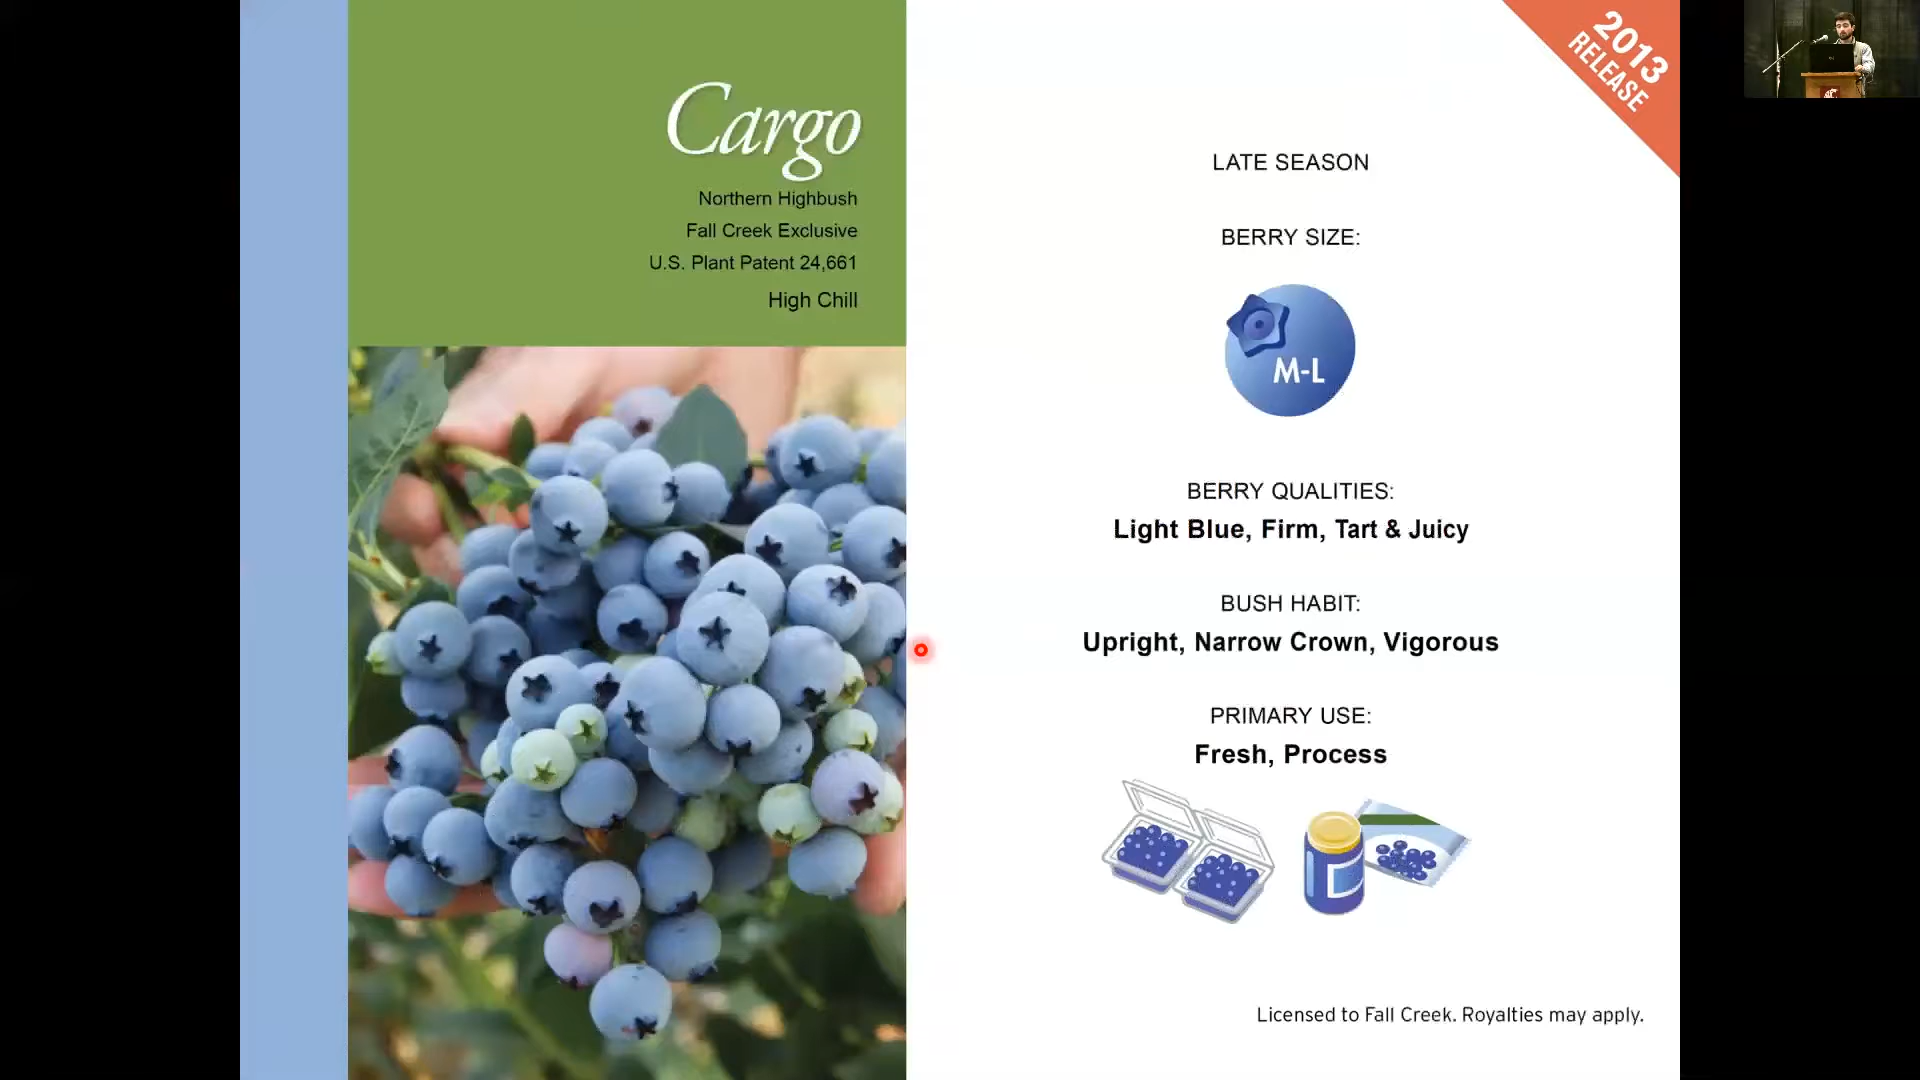 Cargo
Northern Highbush
Fall Creek Exclusive
U.S. Plant Patent 24,661
High Chill
2013
RELEASE
LATE SEASON
BERRY SIZE:
M-L
BERRY QUALITIES:
Light Blue, Firm, Tart & Juicy
BUSH HABIT:
Upright, Narrow Crown, Vigorous
PRIMARY USE:
Fresh, Process
Licensed to Fall Creek. Royalties may apply.